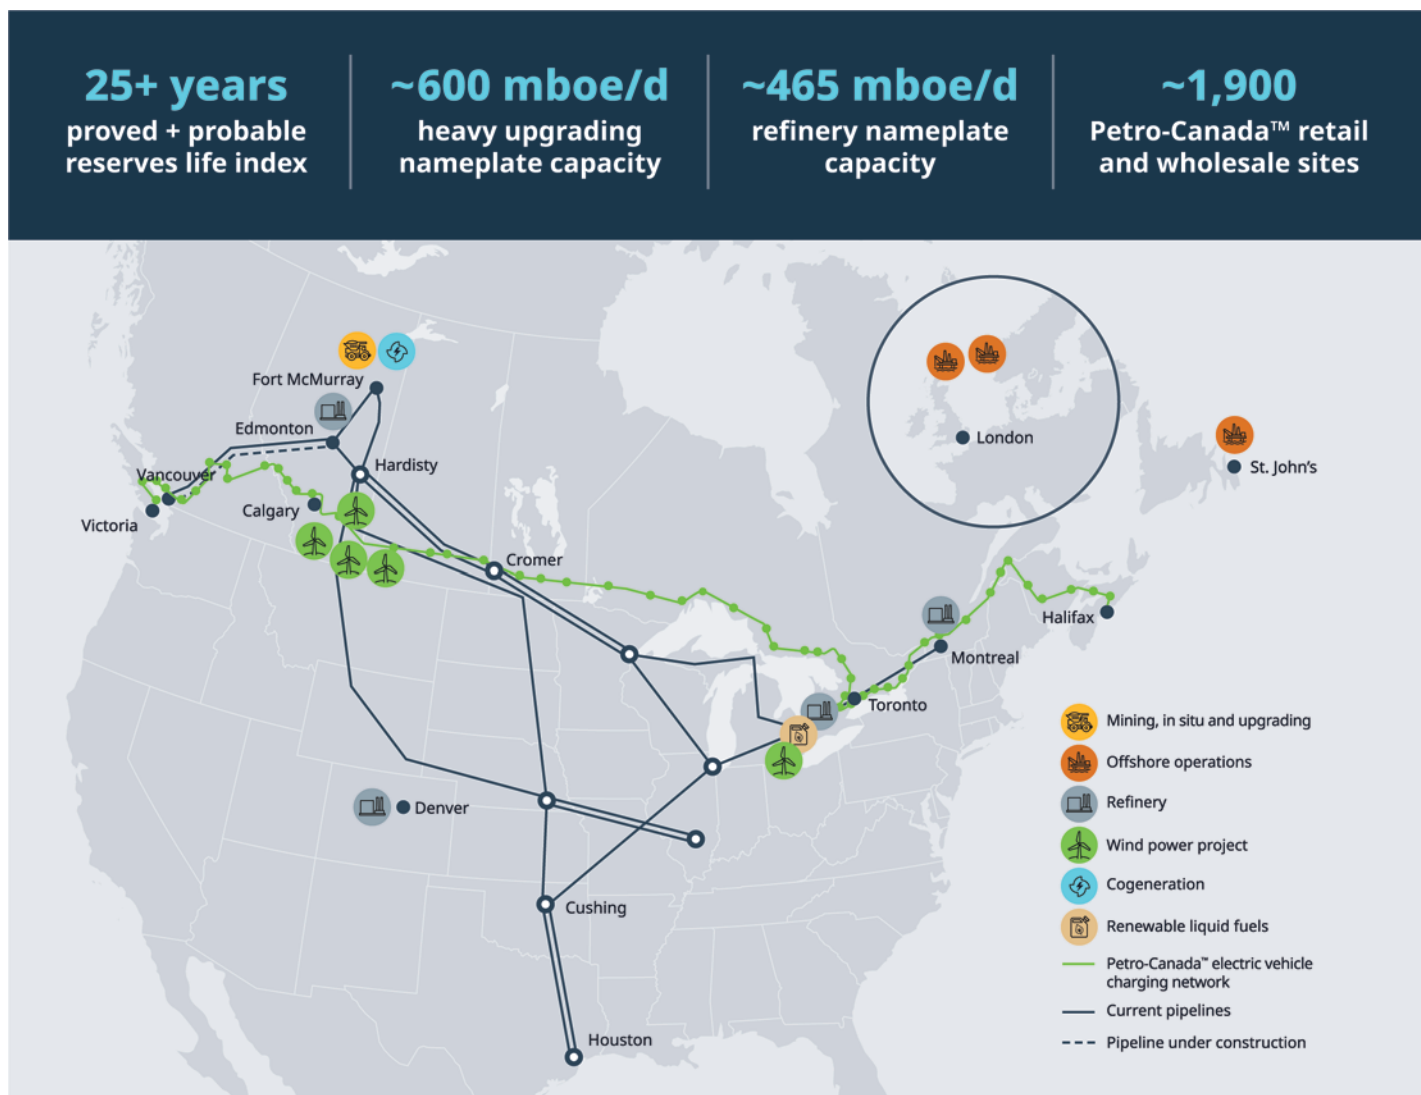 25+ years
proved + probable
reserves life index
~600 mboe/d
heavy upgrading
nameplate capacity
~465 mboe/d
refinery nameplate
capacity
~1,900
Petro-Canada™ retail
and wholesale sites
Fort McMurray
Edmonton
Hardisty
Vancouver
Calgary
Victoria
Cromer
London
St. John's
Halifax
Montreal
Toronto
Denver
Cushing
Houston
Mining, in situ and upgrading
Offshore operations
Refinery
Wind power project
Cogeneration
Renewable liquid fuels
Petro-Canada™ electric vehicle
charging network
Current pipelines
Pipeline under construction